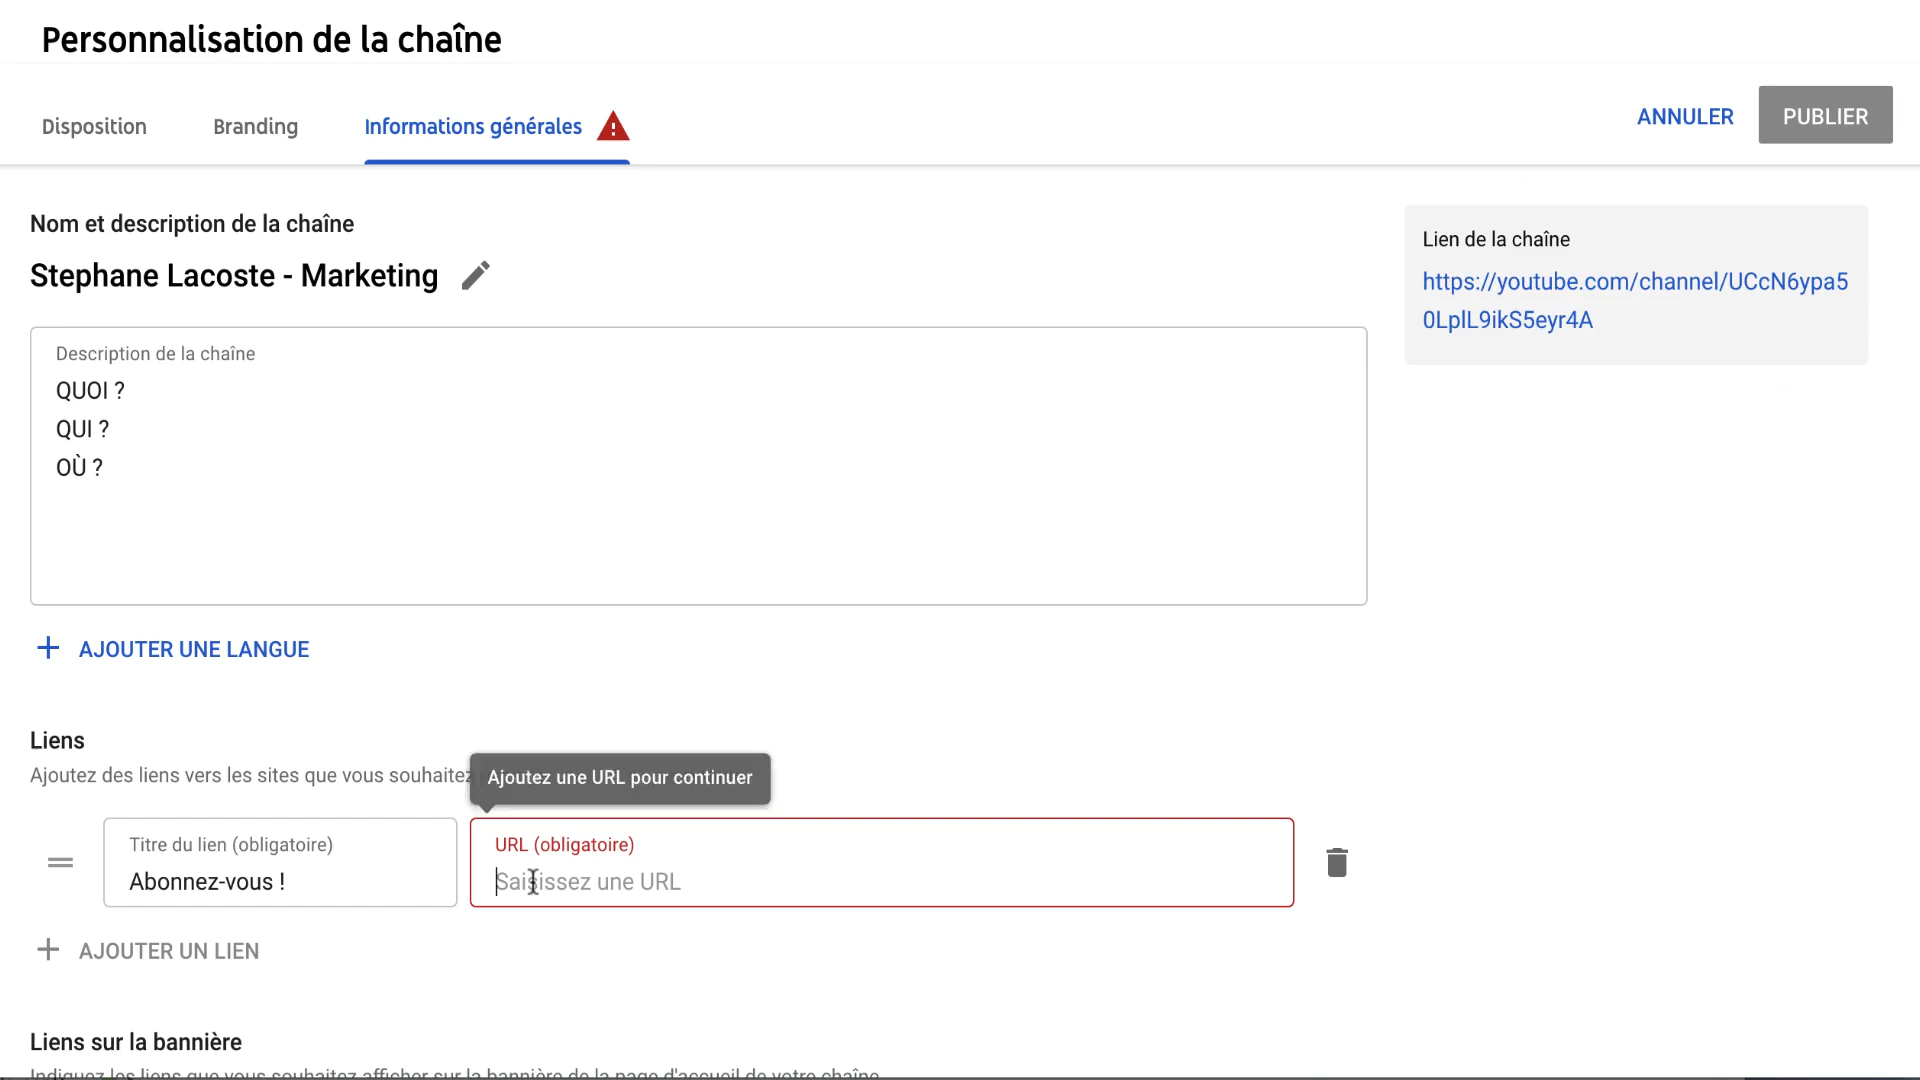 Personnalisation de la chaîne
Disposition
Branding
Informations générales
ANNULER
PUBLIER
Nom et description de la chaîne
Stephane Lacoste - Marketing
Description de la chaîne
QUOI ?
QUI ?
OÙ ?
Lien de la chaîne
https://youtube.com/channel/UCcN6ypa5
0LplL9ikS5eyr4A
AJOUTER UNE LANGUE
Liens
Ajoutez des liens vers les sites que vous souhaitez
Ajoutez une URL pour continuer
Titre du lien (obligatoire)
Abonnez-vous !
URL (obligatoire)
Saisissez une URL
AJOUTER UN LIEN
Liens sur la bannière
Indiquez les liens que vous souhaitez afficher sur la bannière de la page d'accueil de votre chaîne